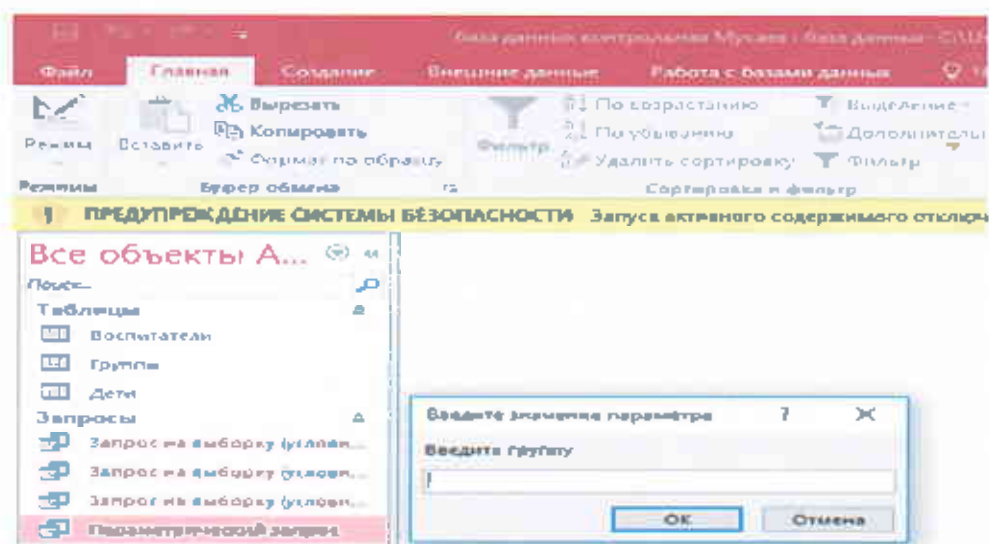 база данных контрольная Мусаев : база данных- C:\U
Файл Главная Создание Внешние данные Работа с базами данных
Режим Вставить Вырезать Копировать Формат по образцу
Фильтр По возрастанию По убыванию Удалить сортировку
Выделение Дополнительн Фильтр
Режимы Буфер обмена Сортировка и фильтр
ПРЕДУПРЕЖДЕНИЕ СИСТЕМЫ БЕЗОПАСНОСТИ Запуск активного содержимого отключ
Все объекты A...
Поиск...
Таблицы
Воспитатели
Группы
Дети
Запросы
Запрос на выборку (услови...
Запрос на выборку (услови...
Запрос на выборку (услови...
Параметрический запрос
Введите значение параметра ? ×
Введите группу
ОК Отмена